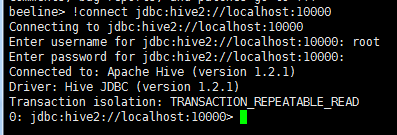 beeline> !connect jdbc:hive2://localhost:10000
Connecting to jdbc:hive2://localhost:10000
Enter username for jdbc:hive2://localhost:10000: root
Enter password for jdbc:hive2://localhost:10000:
Connected to: Apache Hive (version 1.2.1)
Driver: Hive JDBC (version 1.2.1)
Transaction isolation: TRANSACTION_REPEATABLE_READ
0: jdbc:hive2://localhost:10000>